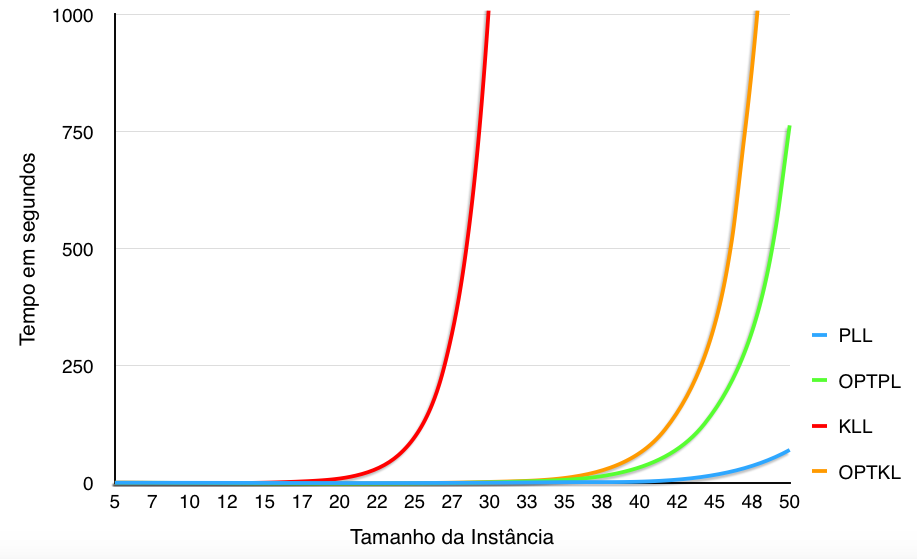 1000
750
500
250
0
Tempo em segundos
5 7 10 12 15 17 20 22 25 27 30 33 35 38 40 42 45 48 50
Tamanho da Instância
PLL
OPTPL
KLL
OPTKL